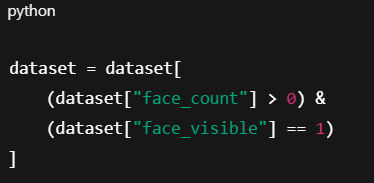 python
dataset = dataset[
    (dataset["face_count"] > 0) &
    (dataset["face_visible"] == 1)
]